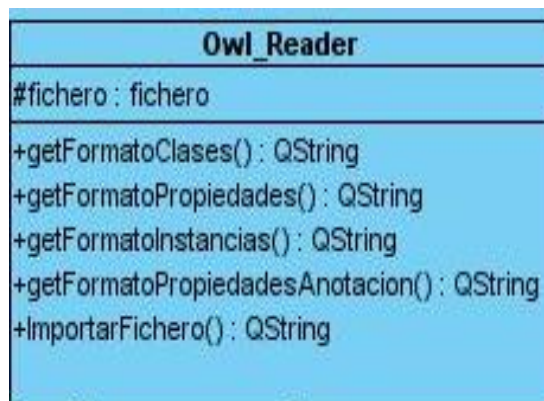 Owl_Reader
#fichero : fichero
+getFormatoClases() : QString
+getFormatoPropiedades() : QString
+getFormatoInstancias() : QString
+getFormatoPropiedadesAnotacion() : QString
+ImportarFichero() : QString